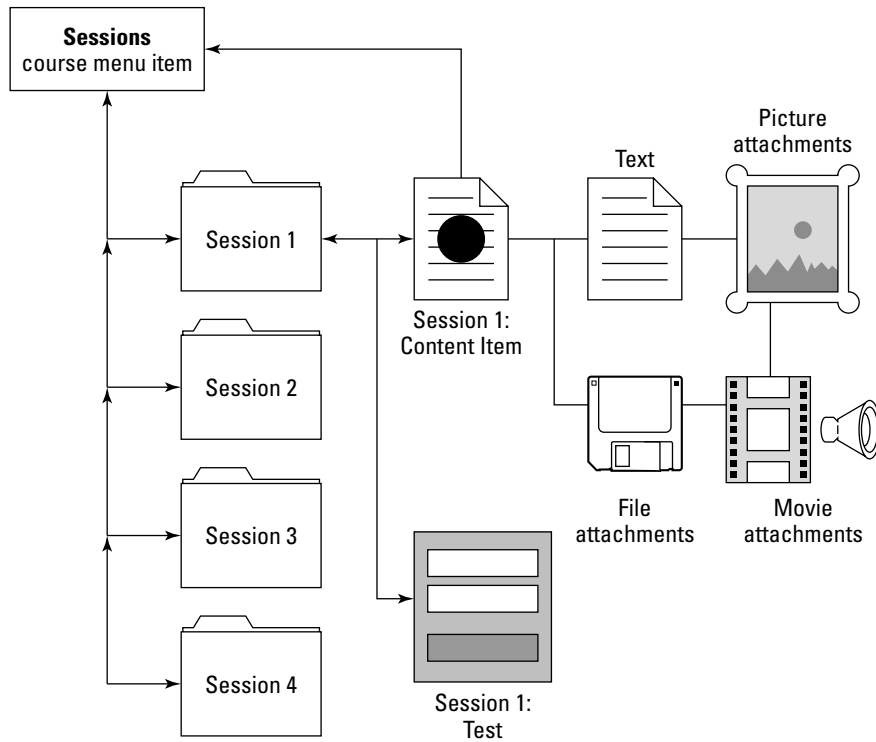 Sessions
course menu item
Session 1
Session 2
Session 3
Session 4
Session 1:
Content Item
Session 1:
Test
Text
Picture
attachments
File
attachments
Movie
attachments